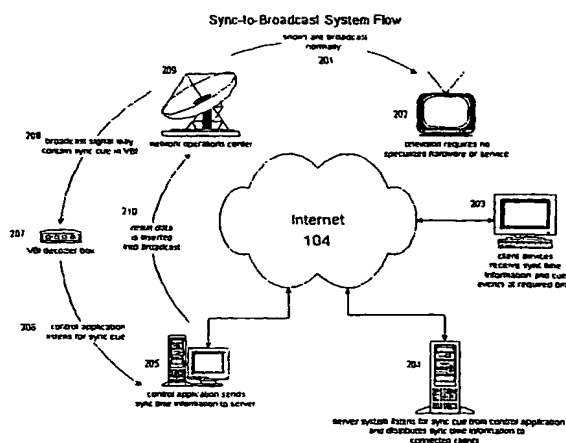 Sync-to-Broadcast System Flow
shows are broadcast
normally
201
209
202
208
broadcast signal may
contain sync cue in VBI
network operations center
television requires no
specialized hardware or service
210
result data
is inserted
into broadcast
Internet
104
203
207
VBI decoder box
client devices
receive sync time
information and cue
events at required
206
control application
listens for sync cue
205
204
control application sends
sync time information to server
server system listens for sync cue from control application
and distributes sync time information to
connected clients